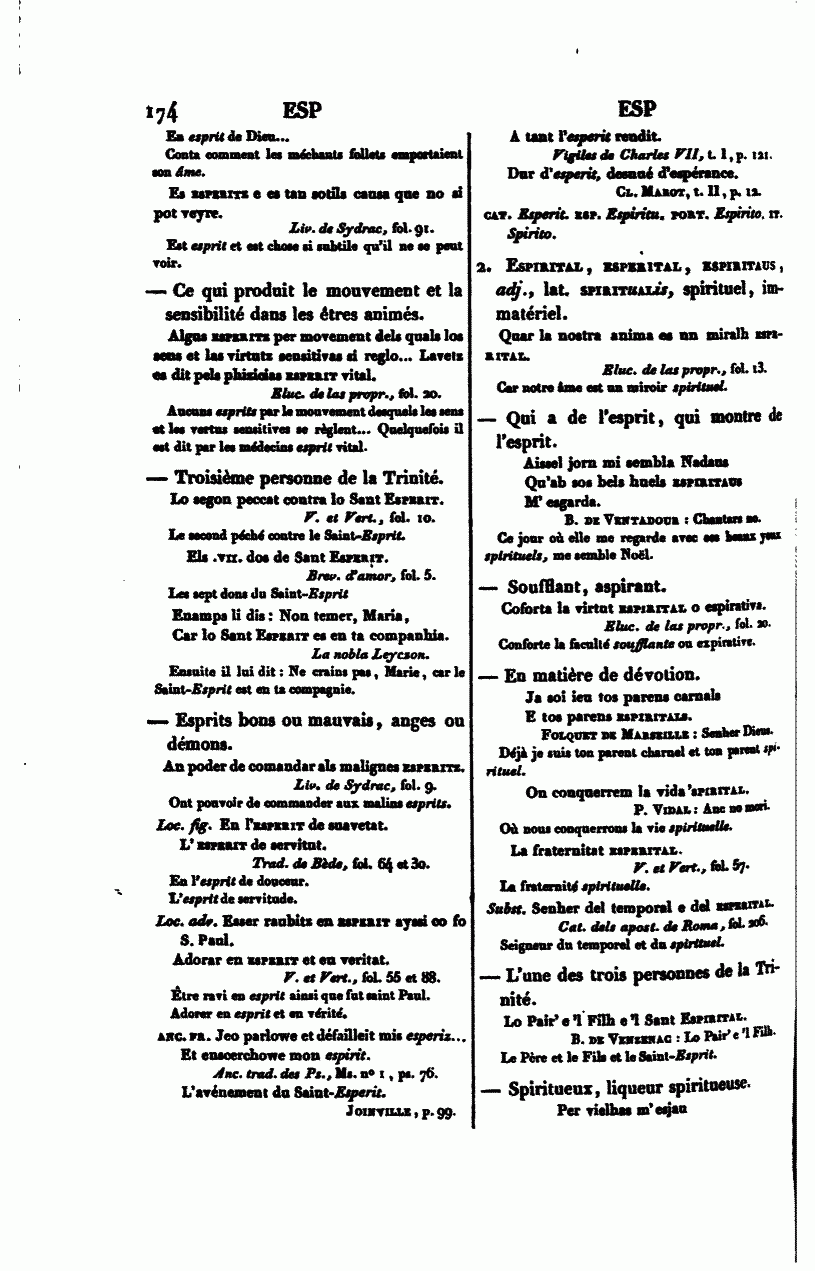 174 ESP
En esprit de Dieu...
Conta comment les méchants follets emportaient
son âme.
Es ESPERITZ e es tan sotils causa que no si
pot veyre.
Liv. de Sydrac, fol. 91.
Est esprit et est chose si subtile qu'il ne se peut
voir.
— Ce qui produit le mouvement et la
sensibilité dans les êtres animés.
Algus ESPERITS per movement dels quals los
sens et las virtutz sensitivas si reglo... Lavetz
es dit pels phizicias ESPERIT vital.
Eluc. de las propr., fol. 20.
Aucuns esprits par le mouvement desquels les sens
et les vertus sensitives se règlent... Quelquefois il
est dit par les médecins esprit vital.
— Troisième personne de la Trinité.
Lo segon peccat contra lo Sant ESPERIT.
V. et Vert., fol. 10.
Le second péché contre le Saint-Esprit.
Els .VII. dos de Sant ESPERIT.
Brev. d'amor, fol. 5.
Les sept dons du Saint-Esprit
Enamps li dis : Non temer, Maria,
Car lo Sant ESPERIT es en ta companhia.
La nobla Leyczon.
Ensuite il lui dit : Ne crains pas, Marie, car le
Saint-Esprit est en ta compagnie.
— Esprits bons ou mauvais, anges ou
démons.
An poder de comandar als malignes ESPERITZ.
Liv. de Sydrac, fol. 9.
Ont pouvoir de commander aux malins esprits.
Loc. fig. En l'ESPERIT de suavetat.
L'ESPERIT de servitut.
Trad. de Bède, fol. 64 et 30.
En l'esprit de douceur.
L'esprit de servitude.
Loc. adv. Esser raubitz en ESPERIT ayssi co fo
S. Paul.
Adorar en ESPERIT et en veritat.
V. et Vert., fol. 55 et 88.
Être ravi en esprit ainsi que fut saint Paul.
Adorer en esprit et en vérité.
ANC. FR. Jeo parlowe et défailleit mis esperiz...
Et enscerchowe mon espirit.
Anc. trad. des Ps., Ms. n° 1, ps. 76.
L'avénement du Saint-Esperit.
JOINVILLE, p. 99.
ESP
A tant l'esperit rendit.
Vigiles de Charles VII, t. I, p. 121.
Dur d'esperit, desnué d'espérance.
CL. MAROT, t. II, p. 12.
CAT. Esperit. ESP. Espiritu. PORT. Espirito. IT.
Spirito.
2. ESPIRITAL, ESPERITAL, ESPIRITAUS,
adj., lat. SPIRITUALIS, spirituel, im-
matériel.
Quar la nostra anima es un miralh ESPI-
RITAL.
Eluc. de las propr., fol. 13.
Car notre âme est un miroir spirituel.
— Qui a de l'esprit, qui montre de
l'esprit.
Aissel jorn mi sembla Nadaus
Qu'ab sos bels huels ESPIRITAUS
M'esgarda.
B. DE VENTADOUR : Chantars no.
Ce jour où elle me regarde avec ses beaux yeux
spirituels, me semble Noël.
— Soufflant, aspirant.
Coforta la virtut ESPIRITAL o espirativa.
Eluc. de las propr., fol. 20.
Conforte la faculté soufflante ou expirative.
— En matière de dévotion.
Ja soi ieu tos parens carnals
E tos parens ESPIRITALS.
FOLQUET DE MARSEILLE : Senher Dieus.
Déjà je suis ton parent charnel et ton parent spi-
rituel.
On conquerrem la vida 'SPIRITAL.
P. VIDAL : Anc no mori.
Où nous conquerrons la vie spirituelle.
La fraternitat ESPERITAL.
V. et Vert., fol. 57.
La fraternité spirituelle.
Subst. Senher del temporal e del ESPERITAL.
Cat. dels apost. de Roma, fol. 206.
Seigneur du temporel et du spirituel.
— L'une des trois personnes de la Tri-
nité.
Lo Pair' e 'l Filh e 'l Sant ESPIRITAL.
B. DE VENZENAC : Lo Pair' e 'l Filh.
Le Père et le Fils et le Saint-Esprit.
— Spiritueux, liqueur spiritueuse.
Per vielhas m'esjau